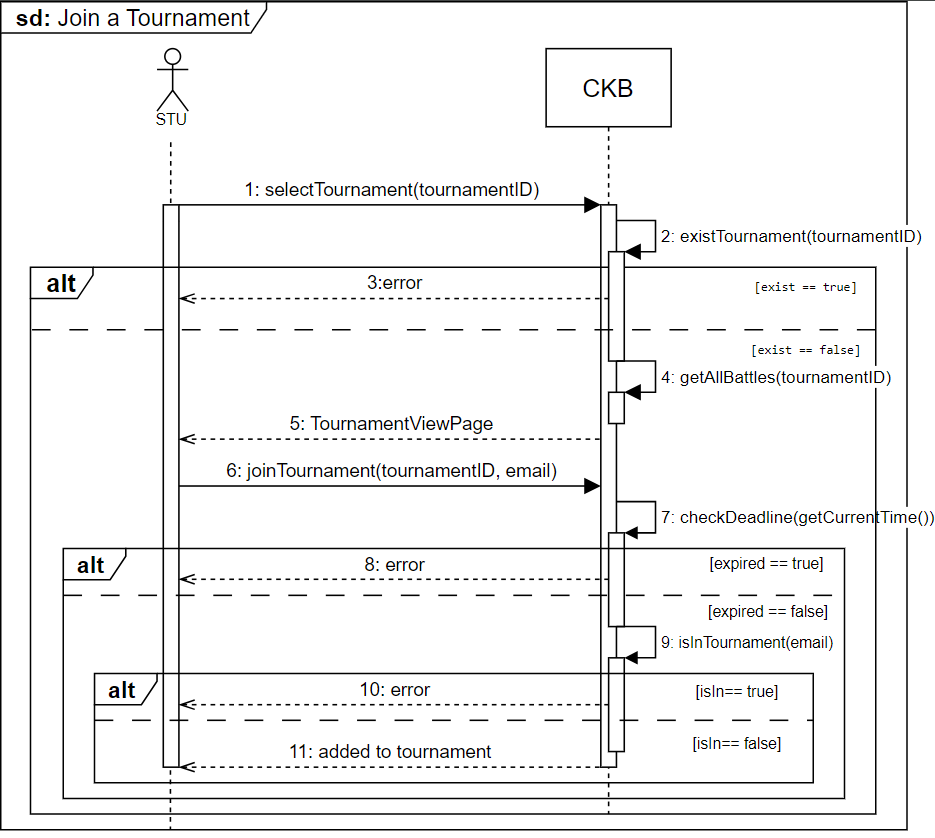 sd: Join a Tournament
STU
CKB
1: selectTournament(tournamentID)
2: existTournament(tournamentID)
alt
3:error
[exist == true]
[exist == false]
4: getAllBattles(tournamentID)
5: TournamentViewPage
6: joinTournament(tournamentID, email)
7: checkDeadline(getCurrentTime())
alt
8: error
[expired == true]
[expired == false]
9: isInTournament(email)
alt
10: error
[isIn== true]
[isIn== false]
11: added to tournament